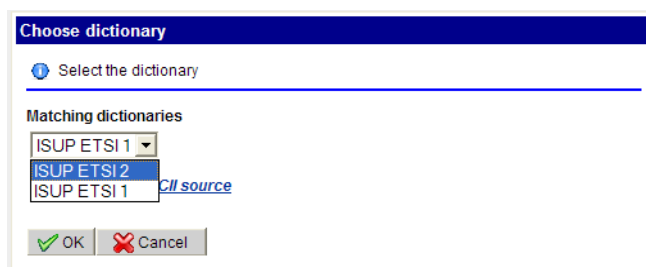 Choose dictionary
Select the dictionary
Matching dictionaries
ISUP ETSI 1
ISUP ETSI 2
ISUP ETSI 1
CII source
OK Cancel